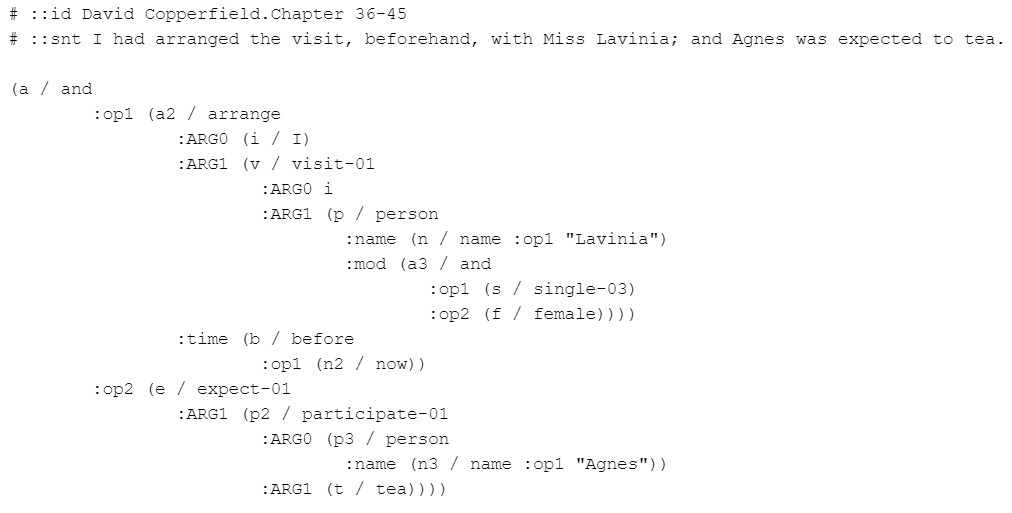 # ::id David Copperfield.Chapter 36-45
# ::snt I had arranged the visit, beforehand, with Miss Lavinia; and Agnes was expected to tea.
(a / and
:op1 (a2 / arrange
:ARG0 (i / I)
:ARG1 (v / visit-01
:ARG0 i
:ARG1 (p / person
:name (n / name :op1 "Lavinia")
:mod (a3 / and
:op1 (s / single-03)
:op2 (f / female))))
:time (b / before
:op1 (n2 / now))
:op2 (e / expect-01
:ARG1 (p2 / participate-01
:ARG0 (p3 / person
:name (n3 / name :op1 "Agnes"))
:ARG1 (t / tea))))